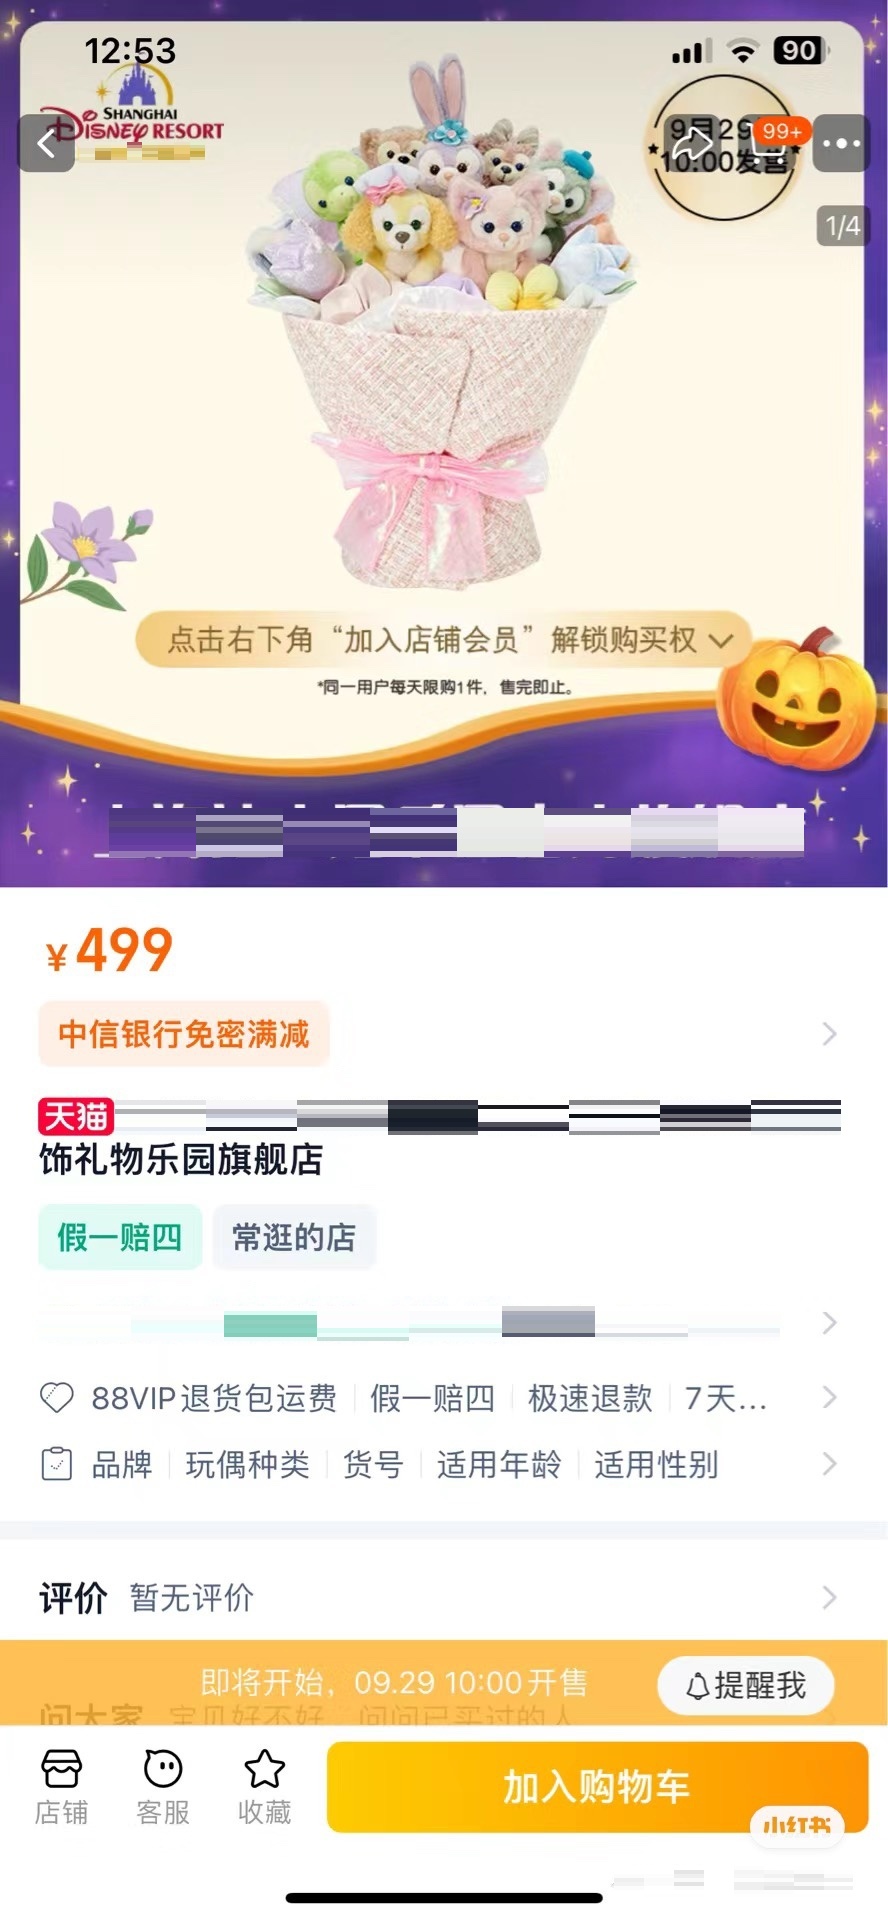 12:53
90
SHANGHAI
Disney RESORT
9月29
99+
10:00发售
1/4
点击右下角“加入店铺会员”解锁购买权
*同一用户每天限购1件，售完即止。
¥499
中信银行免密满减
天猫
饰礼物乐园旗舰店
假一赔四
常逛的店
88VIP退货包运费 假一赔四 极速退款 7天...
品牌 玩偶种类 货号 适用年龄 适用性别
评价 暂无评价
即将开始，09.29 10:00开售
提醒我
问大家 宝贝好不好，问问已买过的人
店铺
客服
收藏
加入购物车
小红书